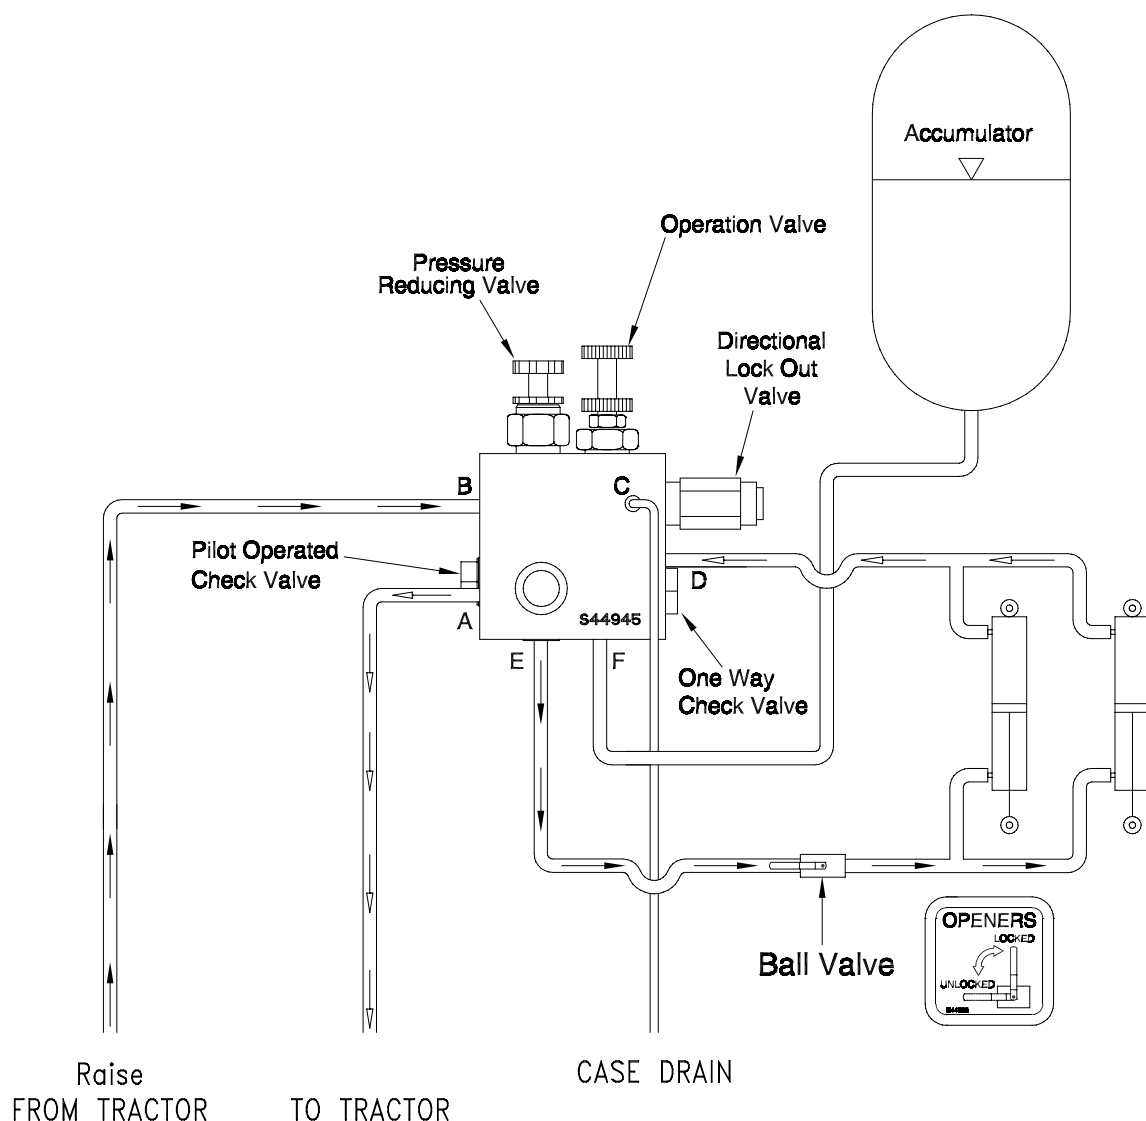 Accumulator
Operation Valve
Pressure
Reducing Valve
Directional
Lock Out
Valve
B
C
Pilot Operated
Check Valve
D
A
S44945
E
F
One Way
Check Valve
OPENERS
LOCKED
UNLOCKED
Ball Valve
Raise
FROM TRACTOR
TO TRACTOR
CASE DRAIN